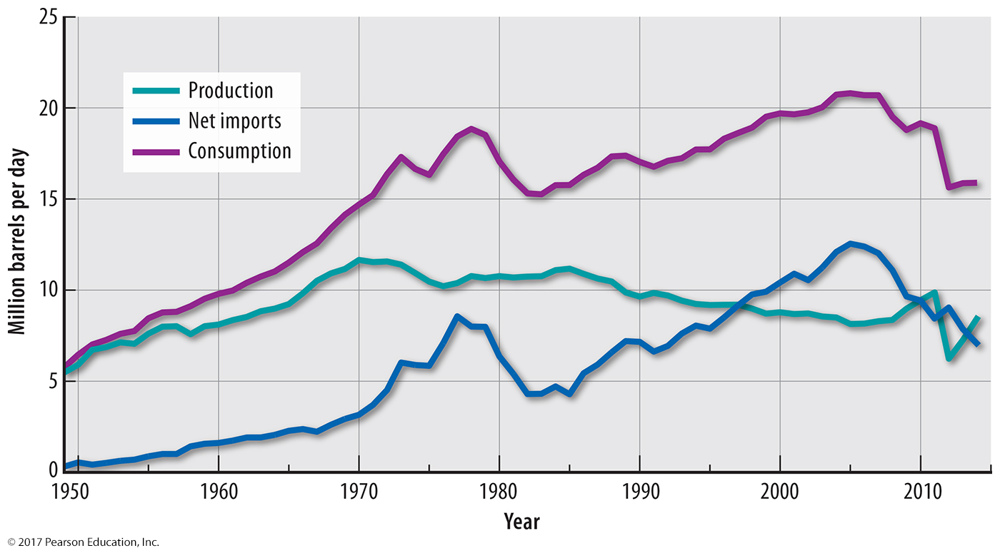 Million barrels per day
25
20
15
10
5
0
Production
Net imports
Consumption
1950 1960 1970 1980 1990 2000 2010
Year
© 2017 Pearson Education, Inc.